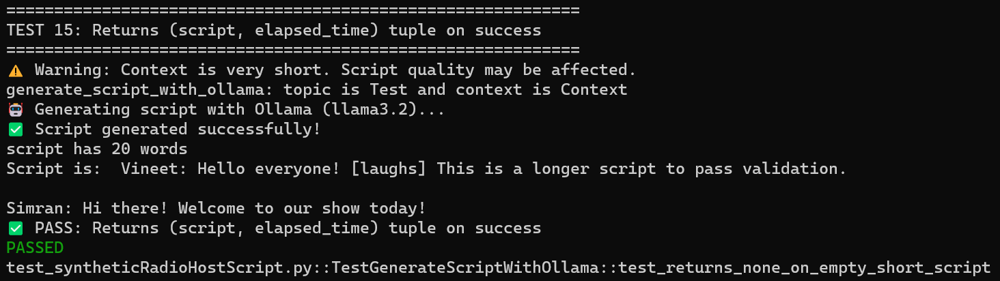 ============================================================
TEST 15: Returns (script, elapsed_time) tuple on success
============================================================
⚠️ Warning: Context is very short. Script quality may be affected.
generate_script_with_ollama: topic is Test and context is Context
🤖 Generating script with Ollama (llama3.2)...
✅ Script generated successfully!
script has 20 words
Script is:  Vineet: Hello everyone! [laughs] This is a longer script to pass validation.

Simran: Hi there! Welcome to our show today!
✅ PASS: Returns (script, elapsed_time) tuple on success
PASSED
test_syntheticRadioHostScript.py::TestGenerateScriptWithOllama::test_returns_none_on_empty_short_script